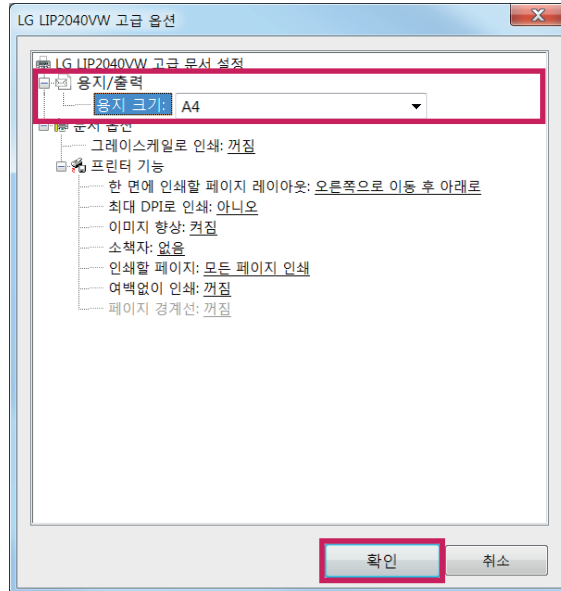 LG LIP2040VW 고급 옵션
LG LIP2040VW 고급 문서 설정
용지/출력
용지 크기: A4
문서 옵션
그레이스케일로 인쇄: 꺼짐
프린터 기능
한 면에 인쇄할 페이지 레이아웃: 오른쪽으로 이동 후 아래로
최대 DPI로 인쇄: 아니오
이미지 향상: 켜짐
소책자: 없음
인쇄할 페이지: 모든 페이지 인쇄
여백없이 인쇄: 꺼짐
페이지 경계선: 꺼짐
확인 취소